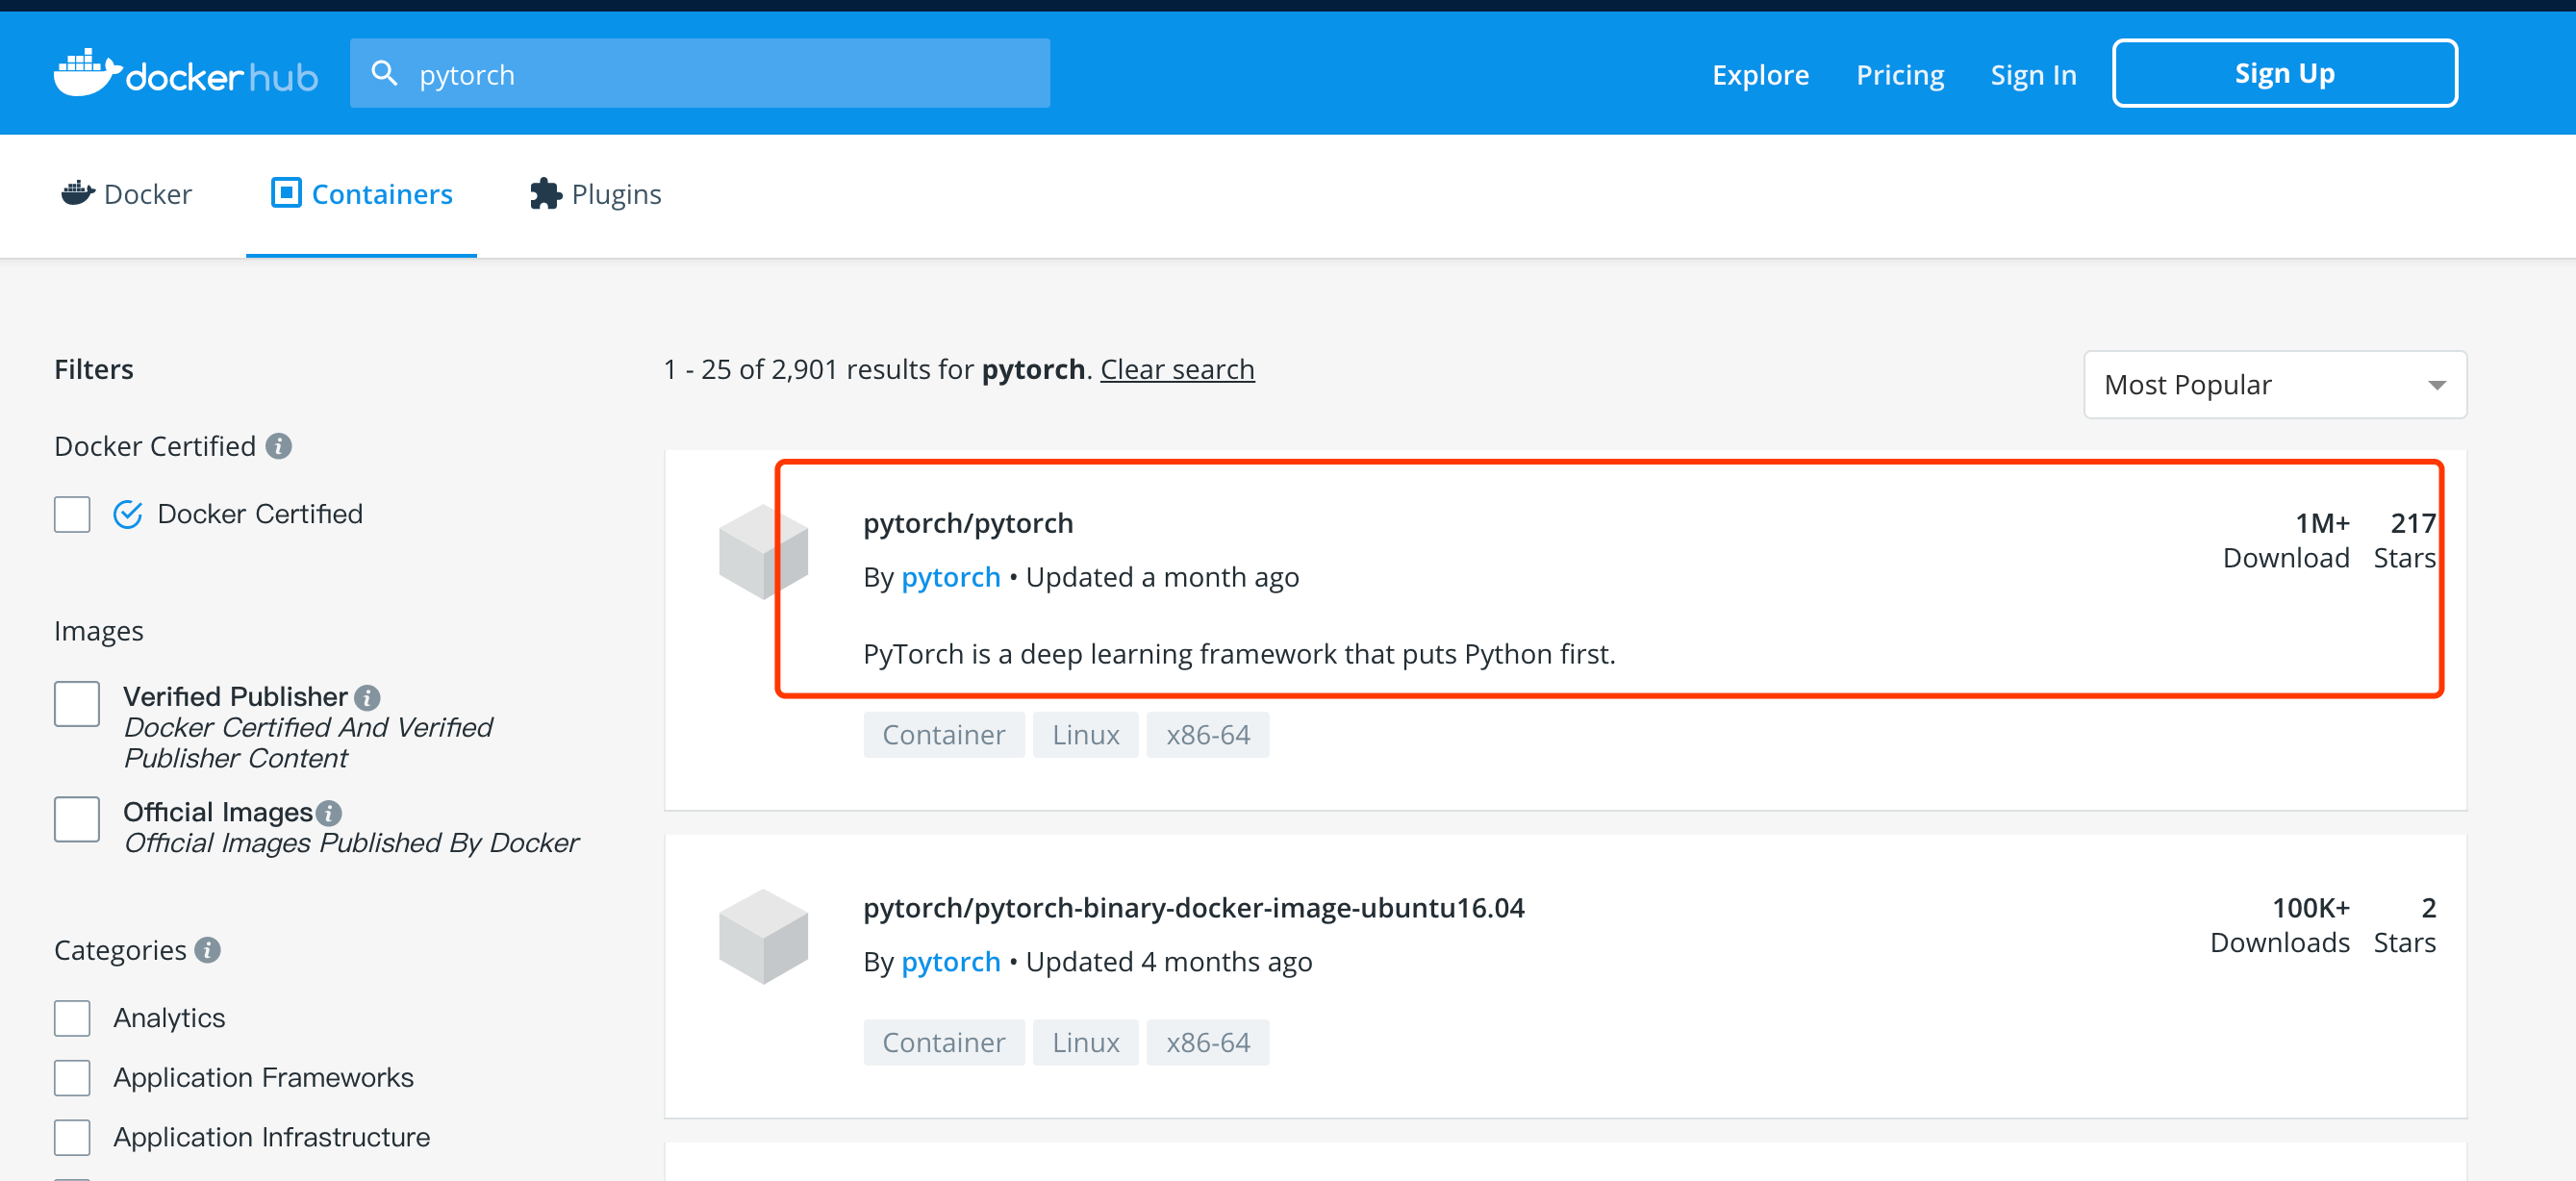 docker hub
pytorch
Explore
Pricing
Sign In
Sign Up
Docker
Containers
Plugins
Filters
Docker Certified
Docker Certified
Images
Verified Publisher
Docker Certified And Verified
Publisher Content
Official Images
Official Images Published By Docker
Categories
Analytics
Application Frameworks
Application Infrastructure
1 - 25 of 2,901 results for pytorch. Clear search
Most Popular
pytorch/pytorch
By pytorch • Updated a month ago
PyTorch is a deep learning framework that puts Python first.
Container Linux x86-64
1M+ 217
Download Stars
pytorch/pytorch-binary-docker-image-ubuntu16.04
By pytorch • Updated 4 months ago
Container Linux x86-64
100K+ 2
Downloads Stars